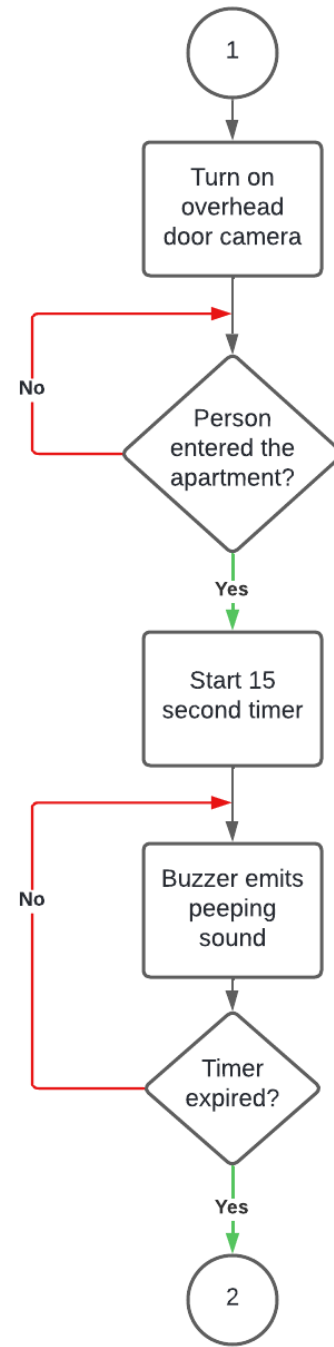 1
Turn on
overhead
door camera
No
Person
entered the
apartment?
Yes
Start 15
second timer
No
Buzzer emits
peeping
sound
Timer
expired?
Yes
2